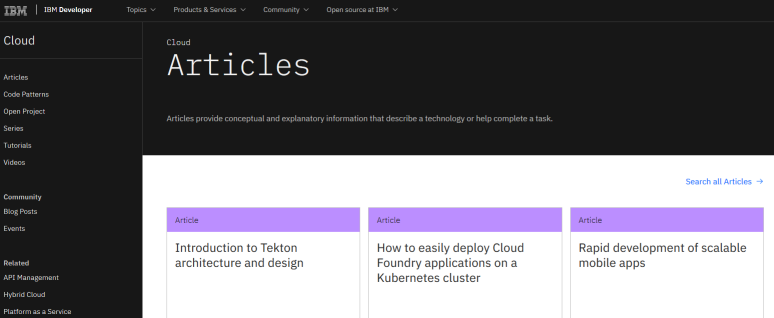 IBM
IBM Developer
Topics
Products & Services
Community
Open source at IBM
Cloud
Articles
Code Patterns
Open Project
Series
Tutorials
Videos
Community
Blog Posts
Events
Related
API Management
Hybrid Cloud
Platform as a Service
Cloud
Articles
Articles provide conceptual and explanatory information that describe a technology or help complete a task.
Search all Articles →
Article
Introduction to Tekton
architecture and design
Article
How to easily deploy Cloud
Foundry applications on a
Kubernetes cluster
Article
Rapid development of scalable
mobile apps